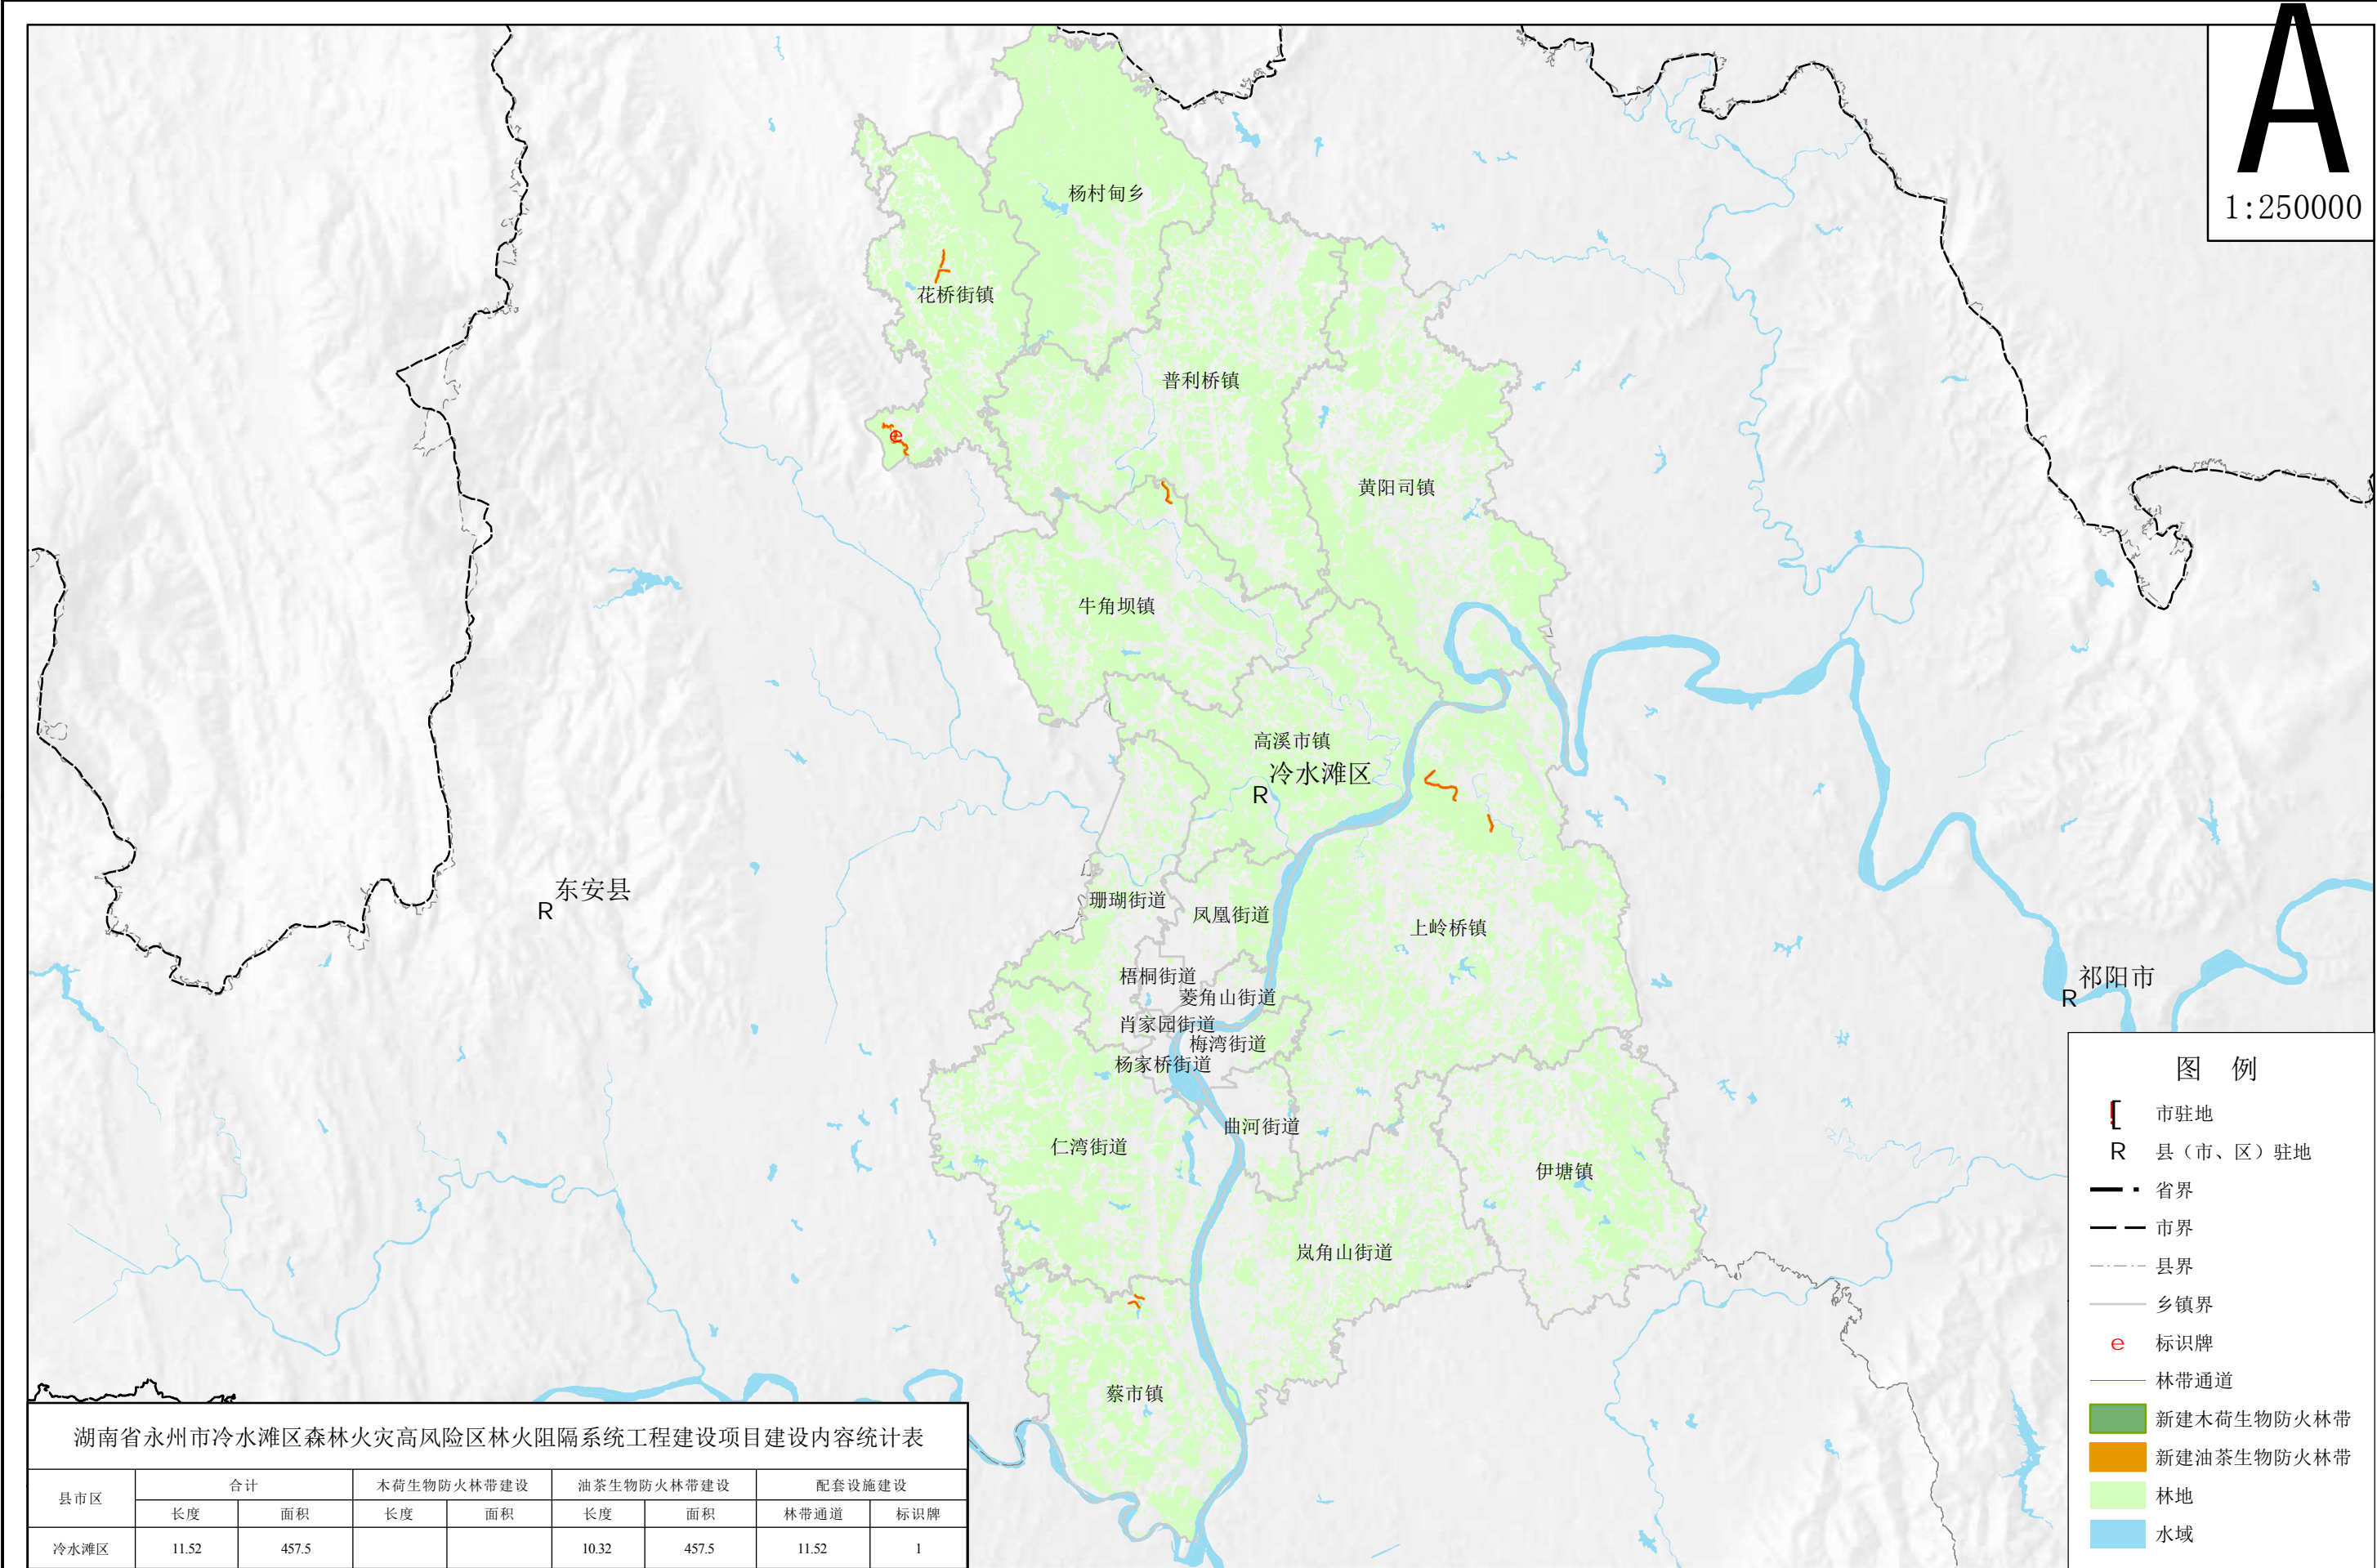 A
1:250000
杨村甸乡
花桥街镇
普利桥镇
黄阳司镇
牛角坝镇
高溪市镇
冷水滩区
R
东安县
R
珊瑚街道
凤凰街道
上岭桥镇
梧桐街道
菱角山街道
祁阳市
R
肖家园街道
梅湾街道
杨家桥街道
曲河街道
仁湾街道
伊塘镇
岚角山街道
蔡市镇
图 例
[ 市驻地
R 县（市、区）驻地
省界
市界
县界
乡镇界
e 标识牌
林带通道
新建木荷生物防火林带
新建油茶生物防火林带
林地
水域
湖南省永州市冷水滩区森林火灾高风险区林火阻隔系统工程建设项目建设内容统计表
县市区 合计 木荷生物防火林带建设 油茶生物防火林带建设 配套设施建设
长度 面积 长度 面积 长度 面积 林带通道 标识牌
冷水滩区 11.52 457.5 10.32 457.5 11.52 1